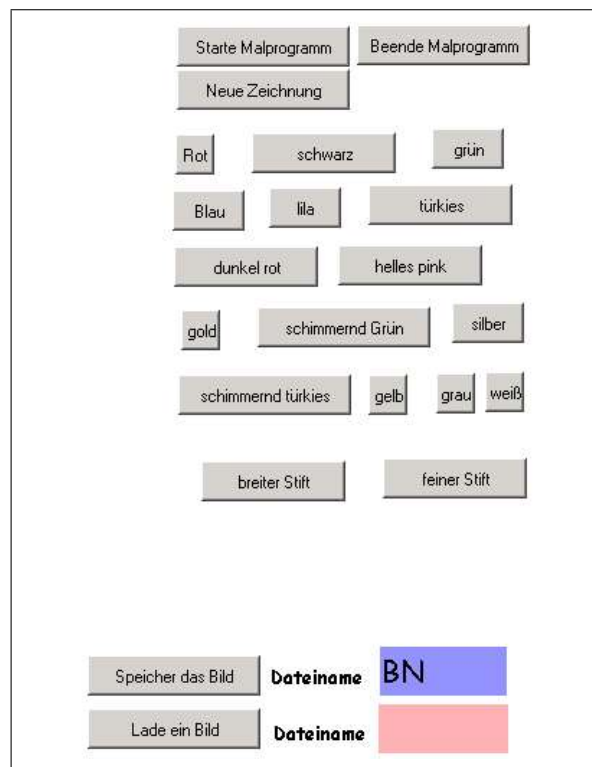 Starte Malprogramm Beende Malprogramm
Neue Zeichnung
Rot schwarz grün
Blau lila türkies
dunkel rot helles pink
gold schimmernd Grün silber
schimmernd türkies gelb grau weiß
breiter Stift feiner Stift
Speicher das Bild Dateiname BN
Lade ein Bild Dateiname